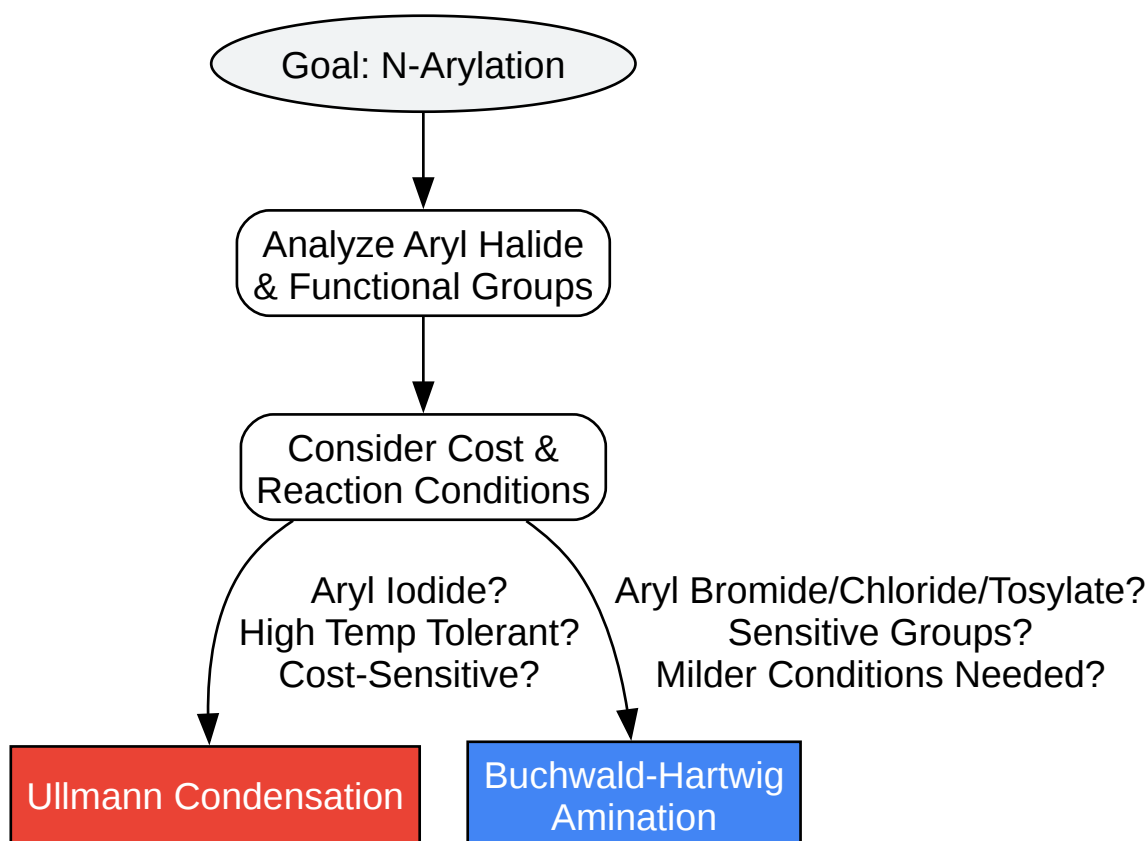 Goal: N-Arylation
Analyze Aryl Halide
& Functional Groups
Consider Cost &
Reaction Conditions
Aryl Iodide?
High Temp Tolerant?
Cost-Sensitive?
Aryl Bromide/Chloride/Tosylate?
Sensitive Groups?
Milder Conditions Needed?
Ullmann Condensation
Buchwald-Hartwig
Amination